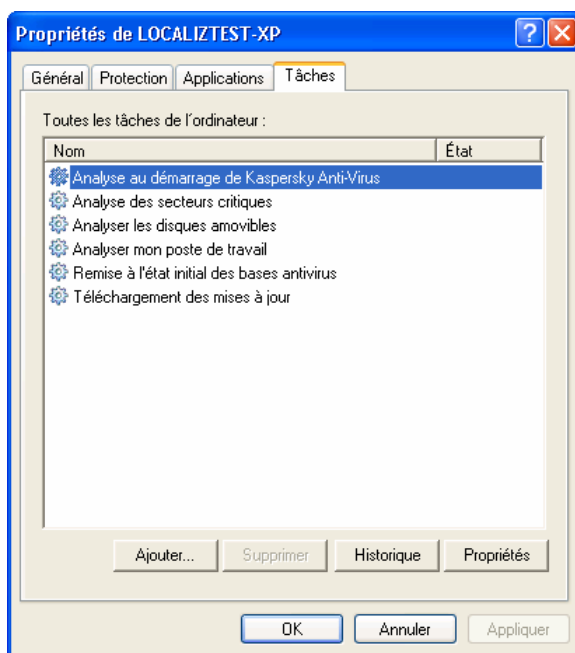 Propriétés de LOCALIZTEST-XP
Général Protection Applications Tâches
Toutes les tâches de l'ordinateur :
Nom État
Analyse au démarrage de Kaspersky Anti-Virus
Analyse des secteurs critiques
Analyser les disques amovibles
Analyser mon poste de travail
Remise à l'état initial des bases antivirus
Téléchargement des mises à jour
Ajouter... Supprimer Historique Propriétés
OK Annuler Appliquer